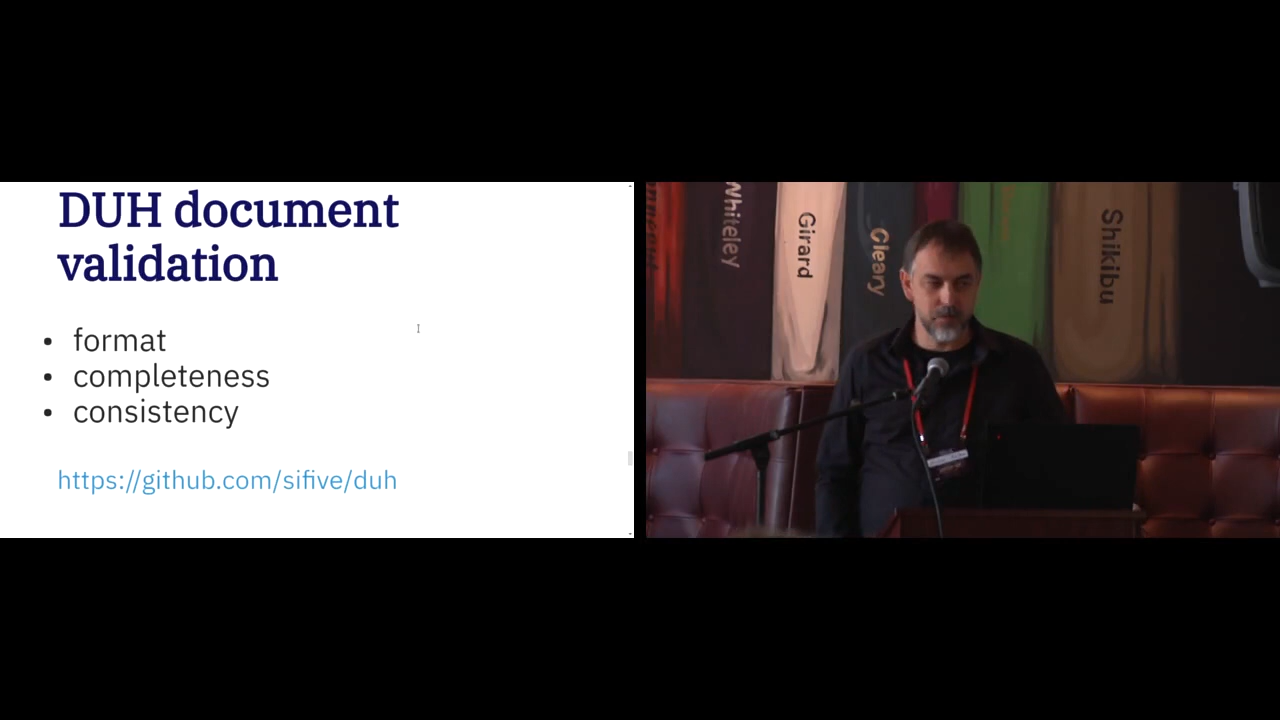 DUH document
validation
• format
• completeness
• consistency
https://github.com/sifive/duh
Whiteley
Girard
Cleary
Shikibu